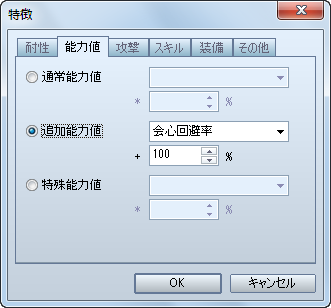 特徴
耐性 能力値 攻撃 スキル 装備 その他
通常能力値
* %
追加能力値 会心回避率
+ 100 %
特殊能力値
* %
OK キャンセル